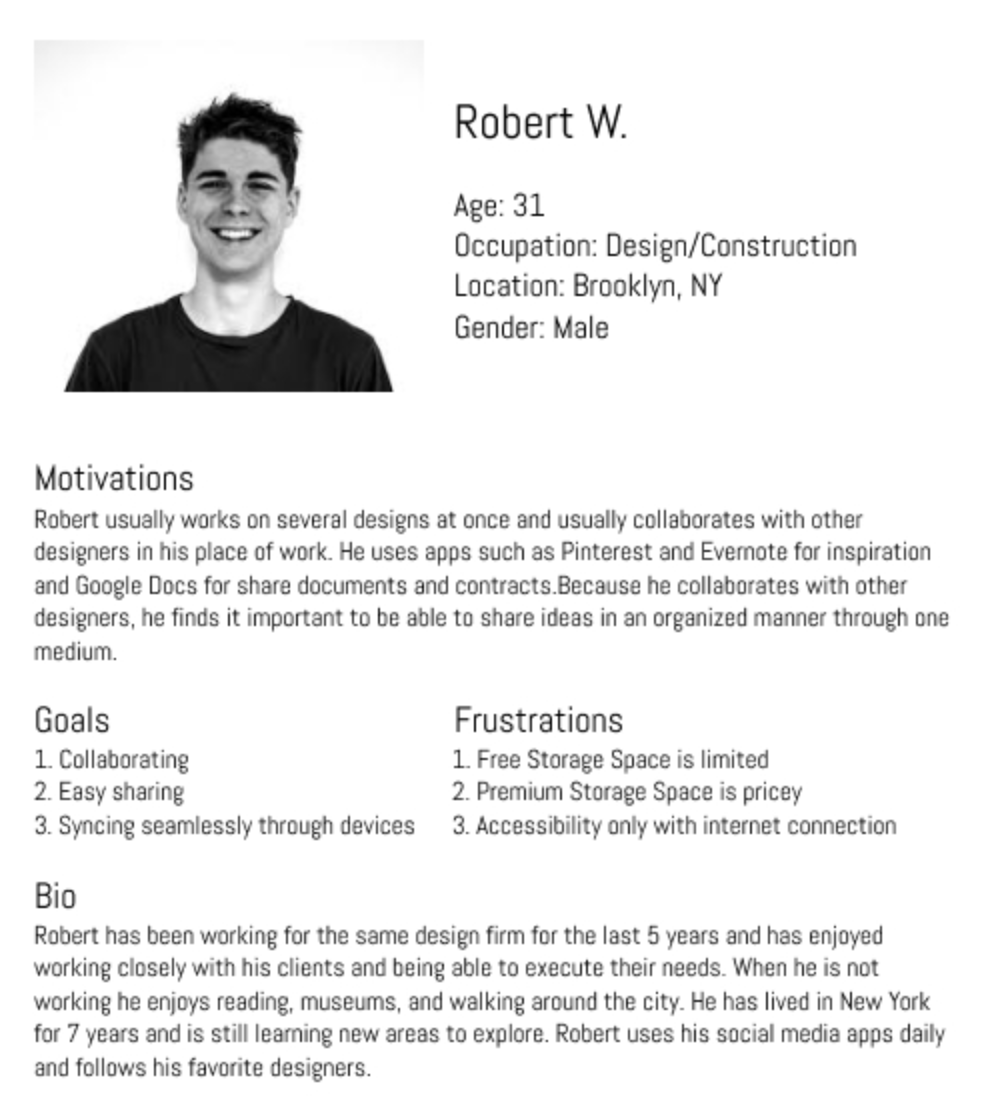 Robert W.
Age: 31
Occupation: Design/Construction
Location: Brooklyn, NY
Gender: Male
Motivations
Robert usually works on several designs at once and usually collaborates with other
designers in his place of work. He uses apps such as Pinterest and Evernote for inspiration
and Google Docs for share documents and contracts.Because he collaborates with other
designers, he finds it important to be able to share ideas in an organized manner through one
medium.
Goals
1. Collaborating
2. Easy sharing
3. Syncing seamlessly through devices
Frustrations
1. Free Storage Space is limited
2. Premium Storage Space is pricey
3. Accessibility only with internet connection
Bio
Robert has been working for the same design firm for the last 5 years and has enjoyed
working closely with his clients and being able to execute their needs. When he is not
working he enjoys reading, museums, and walking around the city. He has lived in New York
for 7 years and is still learning new areas to explore. Robert uses his social media apps daily
and follows his favorite designers.